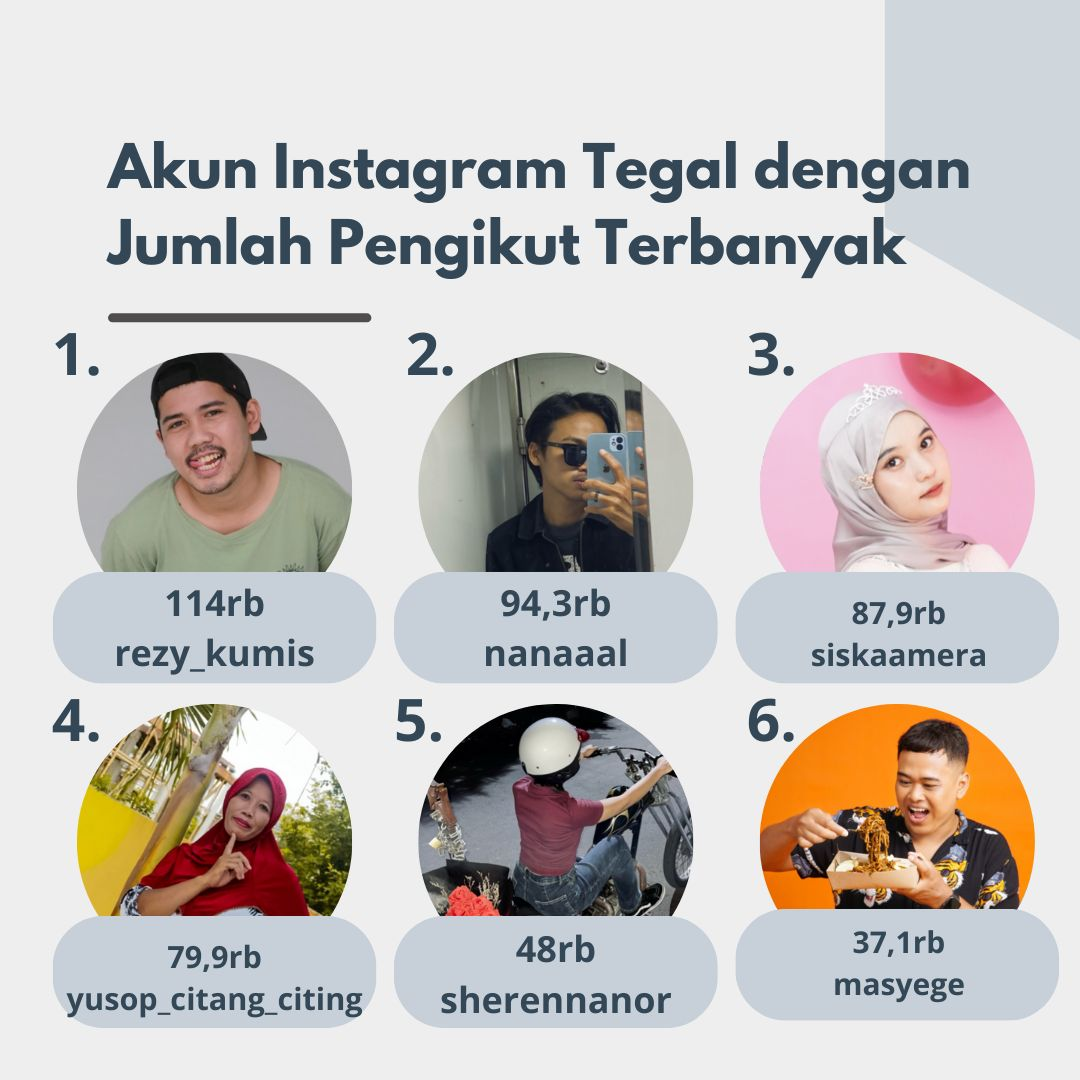 Akun Instagram Tegal dengan
Jumlah Pengikut Terbanyak
1.
114rb
rezy_kumis
2.
94,3rb
nanaaal
3.
87,9rb
siskaamera
4.
79,9rb
yusop_citang_citing
5.
48rb
sherennanor
6.
37,1rb
masyege